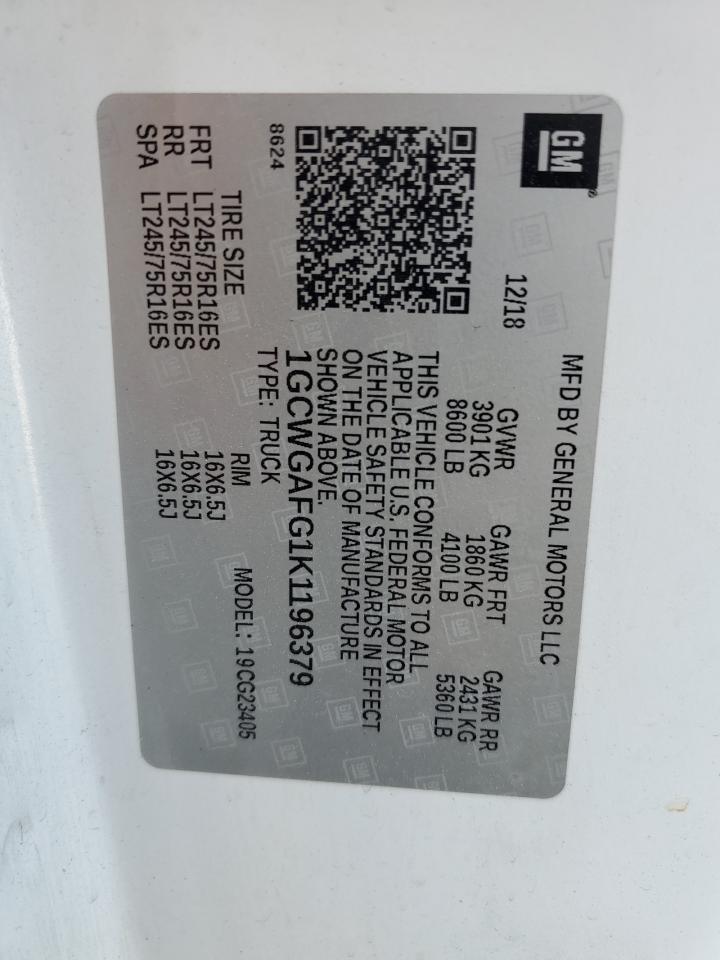 GM
®
MFD BY GENERAL MOTORS LLC
12/18
GVWR GAWR FRT GAWR RR
3901 KG 1860 KG 2431 KG
8600 LB 4100 LB 5360 LB
THIS VEHICLE CONFORMS TO ALL
APPLICABLE U.S. FEDERAL MOTOR
VEHICLE SAFETY STANDARDS IN EFFECT
ON THE DATE OF MANUFACTURE
SHOWN ABOVE.
1GCWGAFG1K1196379
8624
TYPE: TRUCK
MODEL: 19CG23405
TIRE SIZE RIM
FRT LT245/75R16ES 16X6.5J
RR LT245/75R16ES 16X6.5J
SPA LT245/75R16ES 16X6.5J